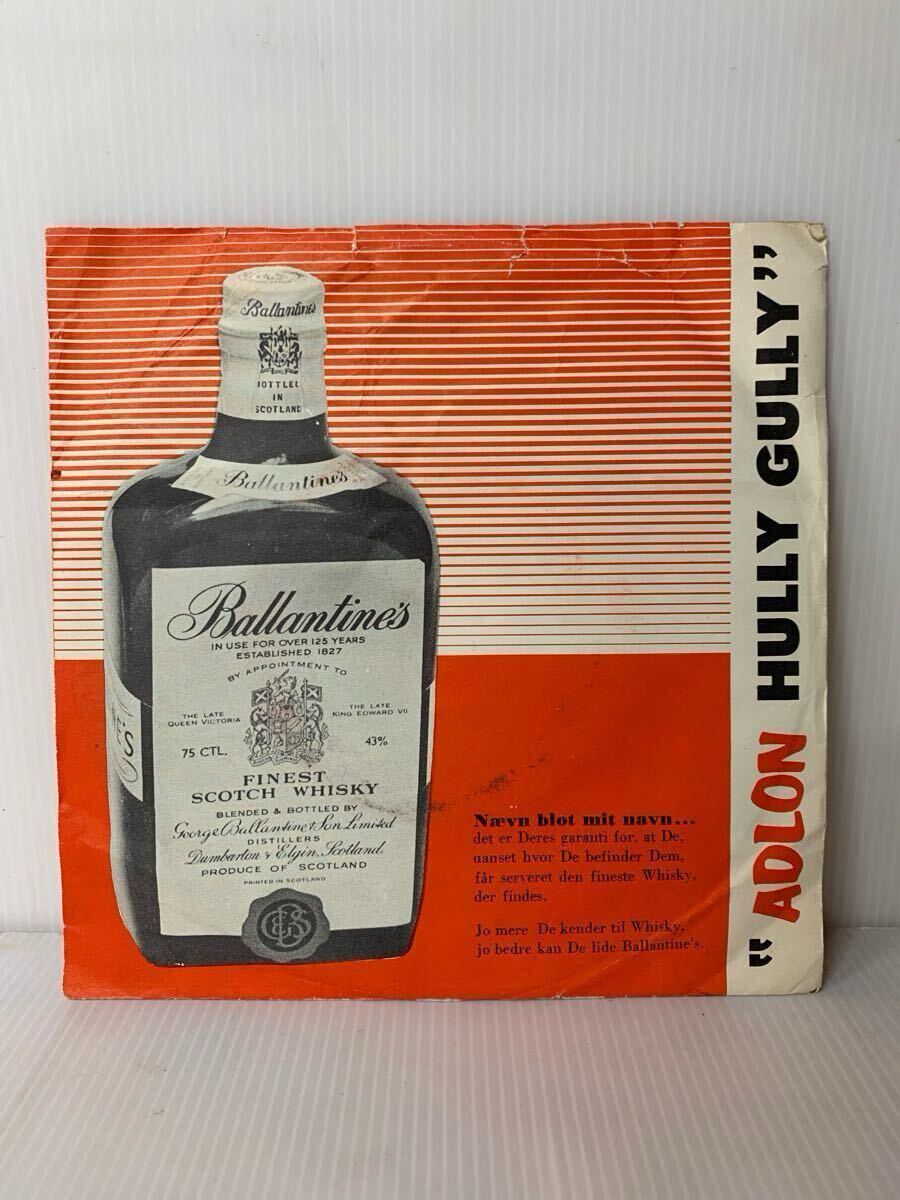 Ballantine's
BOTTLED
IN
SCOTLAND
Ballantine's
Ballantine's
IN USE FOR OVER 125 YEARS
ESTABLISHED 1827
BY APPOINTMENT TO
THE LATE
QUEEN VICTORIA
THE LATE
KING EDWARD VII
75 CTL.
43%
FINEST
SCOTCH WHISKY
BLENDED & BOTTLED BY
George Ballantine & Son Limited
DISTILLERS
Dumbarton & Elgin, Scotland.
PRODUCE OF SCOTLAND
PRINTED IN SCOTLAND
Nævn blot mit navn...
det er Deres garanti for, at De,
uanset hvor De befinder Dem,
får serveret den fineste Whisky,
der findes.
Jo mere De kender til Whisky,
jo bedre kan De lide Ballantine's.
"ADLON HULLY GULLY"